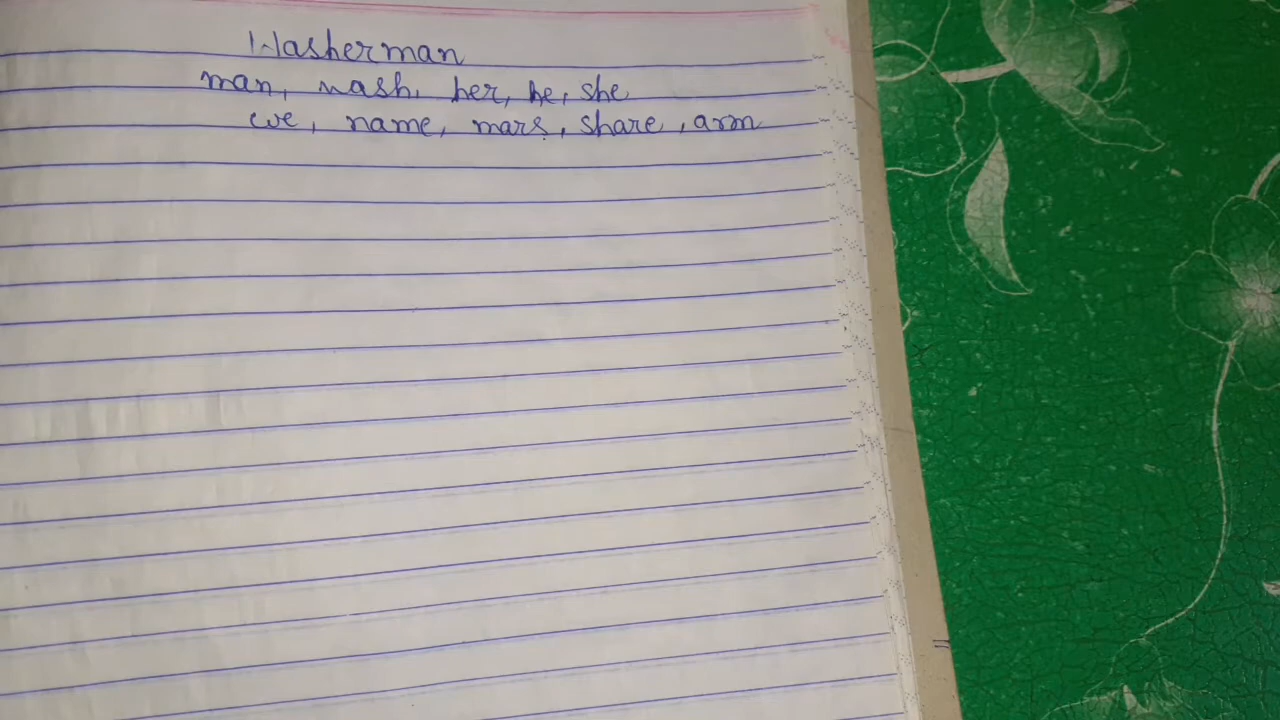 Washerman
man, wash, her, he, she
we, name, mars, share, arm